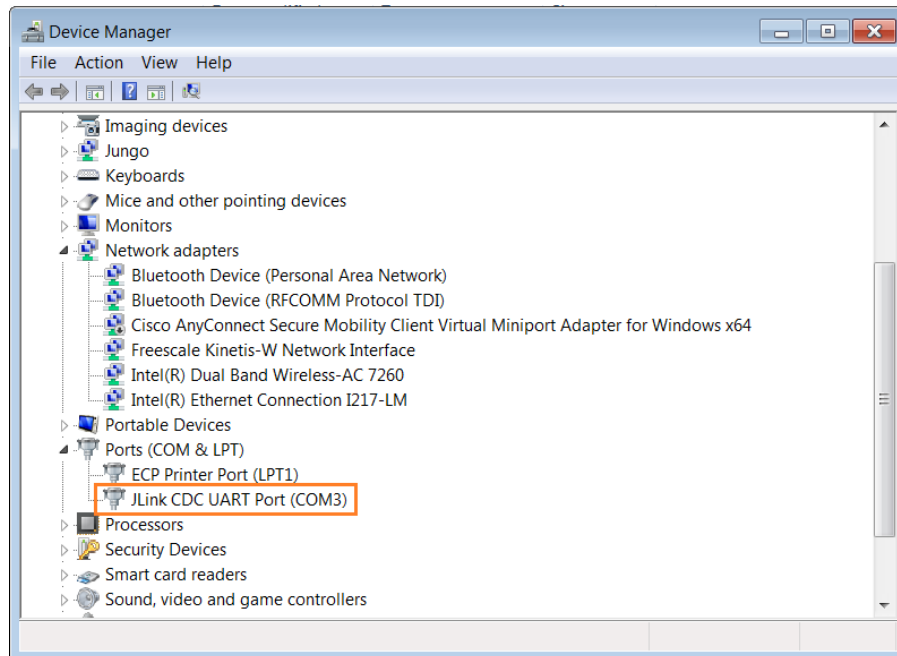 Device Manager
File Action View Help
Imaging devices
Jungo
Keyboards
Mice and other pointing devices
Monitors
Network adapters
Bluetooth Device (Personal Area Network)
Bluetooth Device (RFCOMM Protocol TDI)
Cisco AnyConnect Secure Mobility Client Virtual Miniport Adapter for Windows x64
Freescale Kinetis-W Network Interface
Intel(R) Dual Band Wireless-AC 7260
Intel(R) Ethernet Connection I217-LM
Portable Devices
Ports (COM & LPT)
ECP Printer Port (LPT1)
JLink CDC UART Port (COM3)
Processors
Security Devices
Smart card readers
Sound, video and game controllers